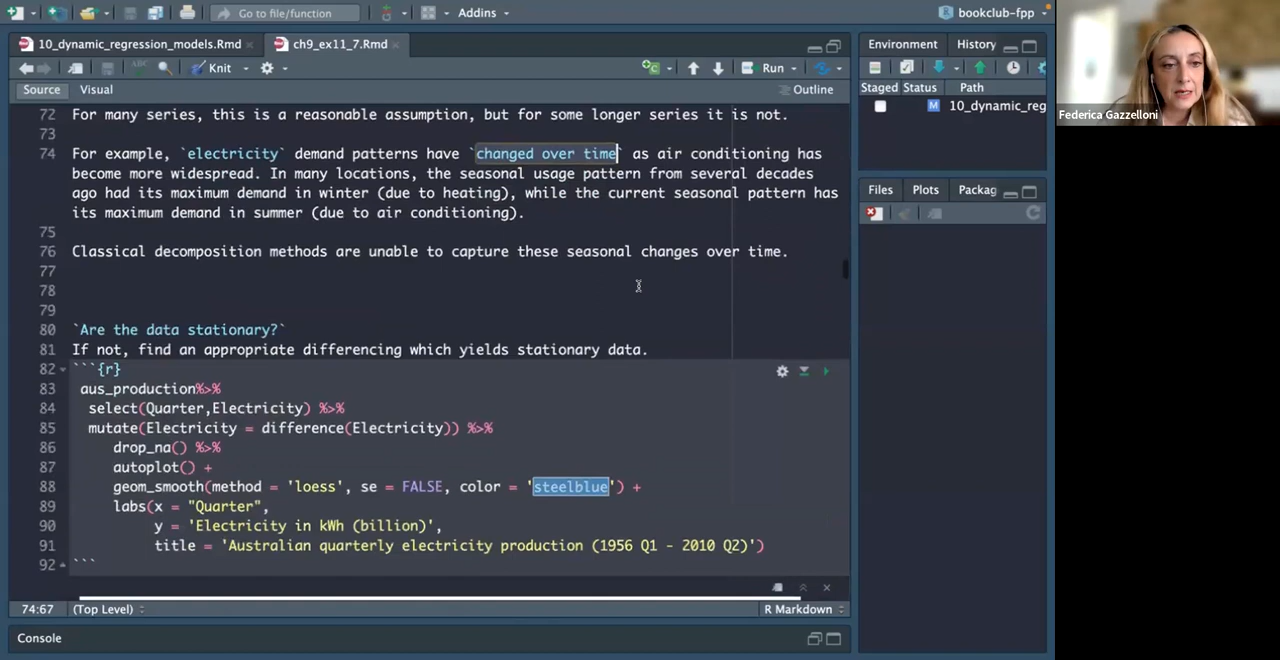 Go to file/function
Addins
bookclub-fpp
10_dynamic_regression_models.Rmd
ch9_ex11_7.Rmd
Environment
History
ABC
Knit
Run
Source
Visual
Outline
Staged
Status
Path
M
10_dynamic_reg
Federica Gazzelloni
72 For many series, this is a reasonable assumption, but for some longer series it is not.
73
74 For example, `electricity` demand patterns have `changed over time` as air conditioning has
become more widespread. In many locations, the seasonal usage pattern from several decades
ago had its maximum demand in winter (due to heating), while the current seasonal pattern has
its maximum demand in summer (due to air conditioning).
75
76 Classical decomposition methods are unable to capture these seasonal changes over time.
77
78
79
80 `Are the data stationary?`
81 If not, find an appropriate differencing which yields stationary data.
82 ```{r}
83 aus_production%>%
84 select(Quarter,Electricity) %>%
85 mutate(Electricity = difference(Electricity)) %>%
86 drop_na() %>%
87 autoplot() +
88 geom_smooth(method = 'loess', se = FALSE, color = 'steelblue') +
89 labs(x = "Quarter",
90 y = 'Electricity in kWh (billion)',
91 title = 'Australian quarterly electricity production (1956 Q1 - 2010 Q2)')
92 ```
Files
Plots
Packag
74:67
(Top Level)
R Markdown
Console